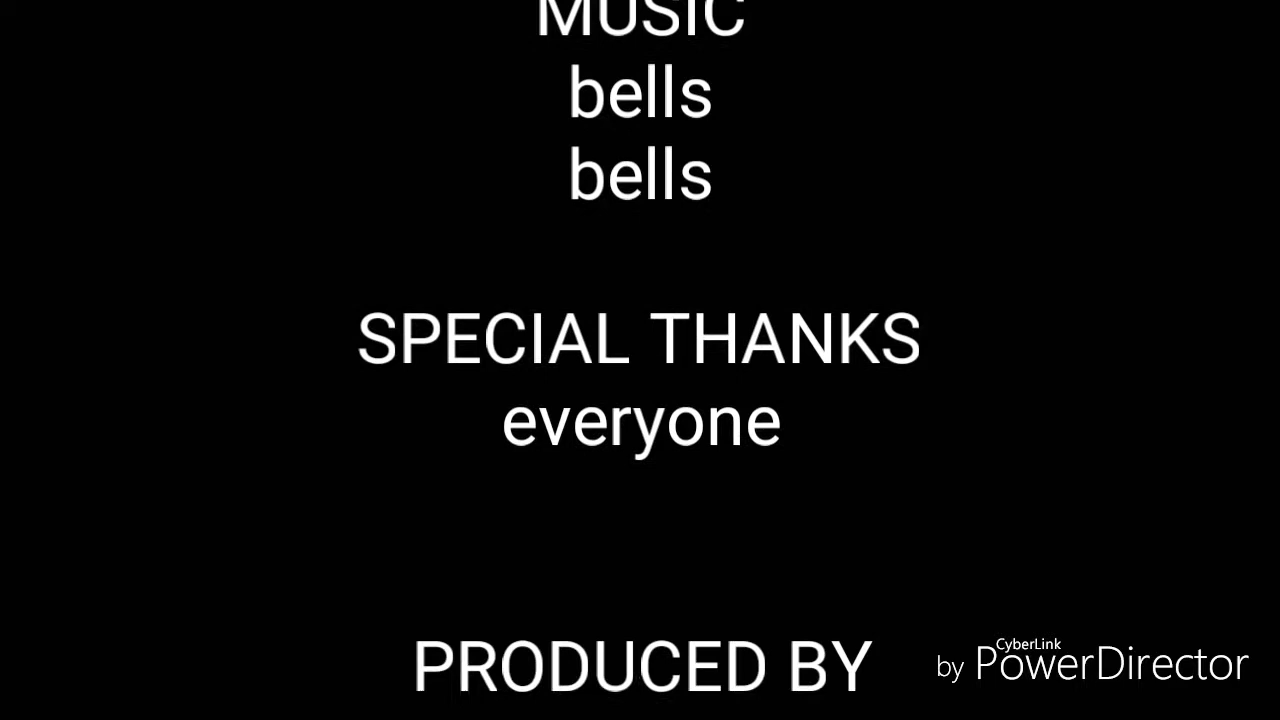 MUSIC
bells
bells
SPECIAL THANKS
everyone
PRODUCED BY
CyberLink
by PowerDirector